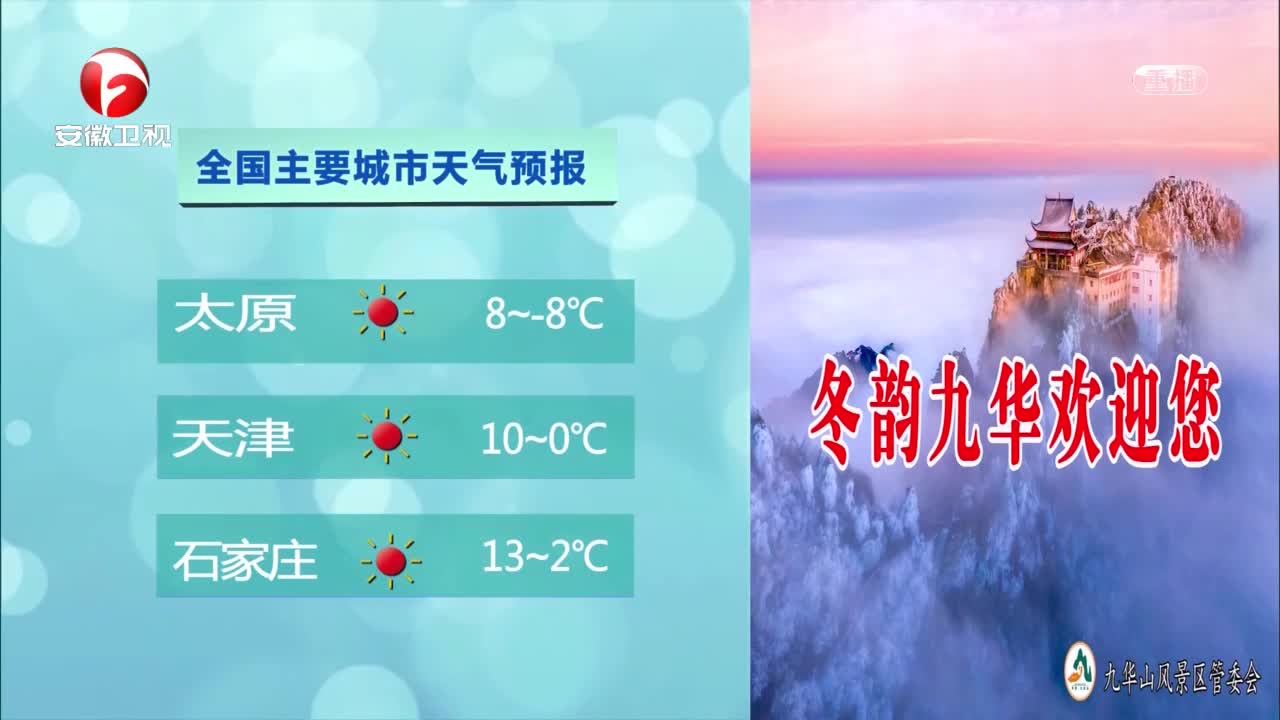 安徽卫视
全国主要城市天气预报
太原 8~-8℃
天津 10~0℃
石家庄 13~2℃
重播
冬韵九华欢迎您
九华山风景区管委会